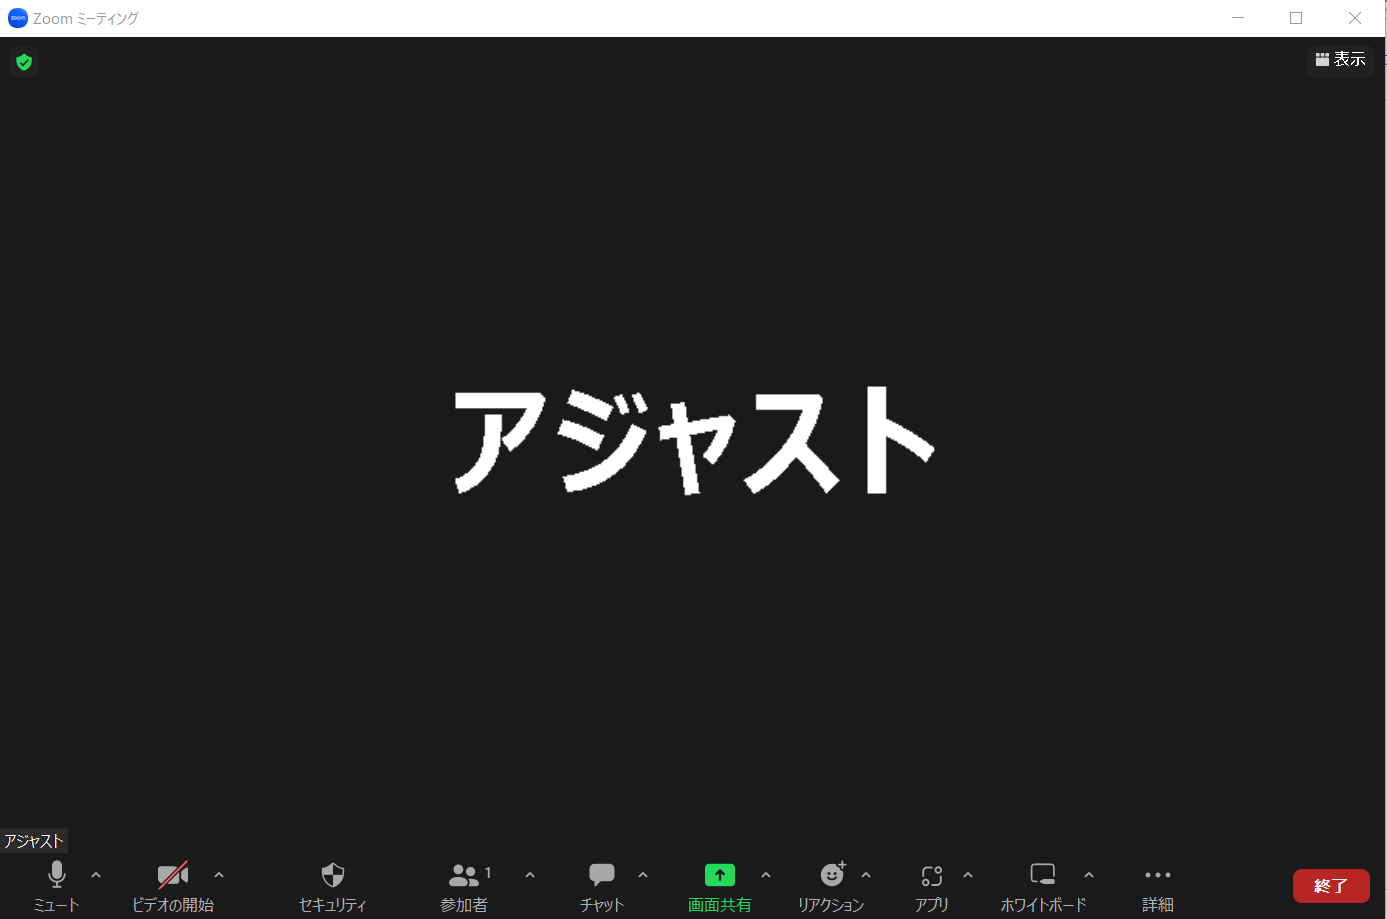 zoom Zoom ミーティング
表示
アジャスト
アジャスト
ミュート
ビデオの開始
セキュリティ
1
参加者
チャット
画面共有
リアクション
アプリ
ホワイトボード
詳細
終了